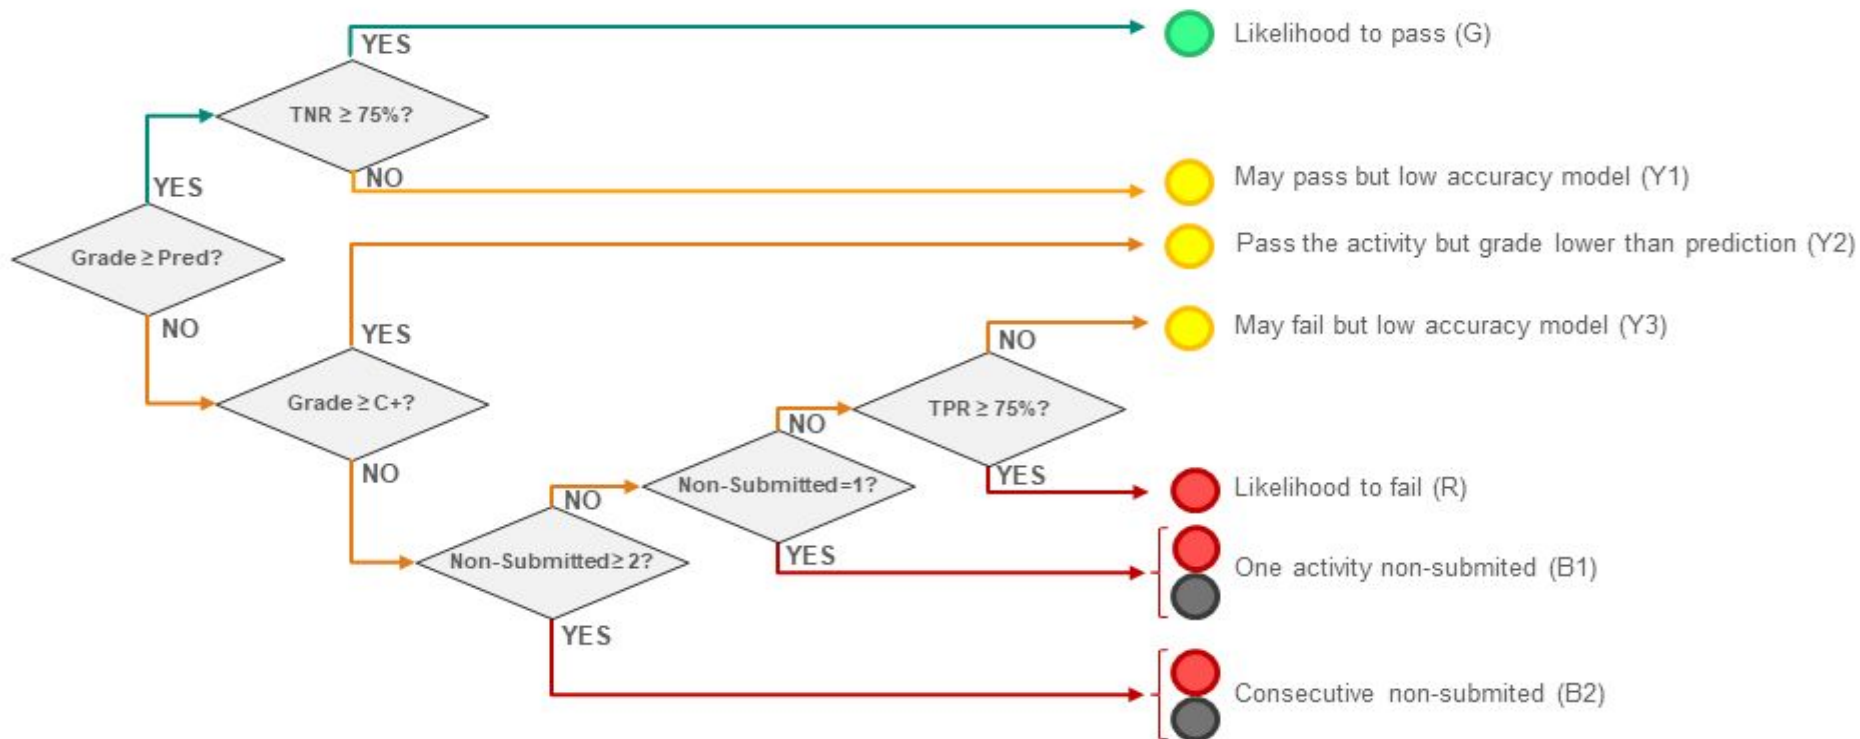 YES
Likelihood to pass (G)
TNR ≥ 75%?
NO
May pass but low accuracy model (Y1)
YES
Grade ≥ Pred?
Pass the activity but grade lower than prediction (Y2)
NO
YES
May fail but low accuracy model (Y3)
NO
Grade ≥ C+?
TPR ≥ 75%?
NO
NO
YES
Likelihood to fail (R)
Non-Submitted=1?
NO
YES
One activity non-submited (B1)
Non-Submitted ≥ 2?
YES
Consecutive non-submited (B2)